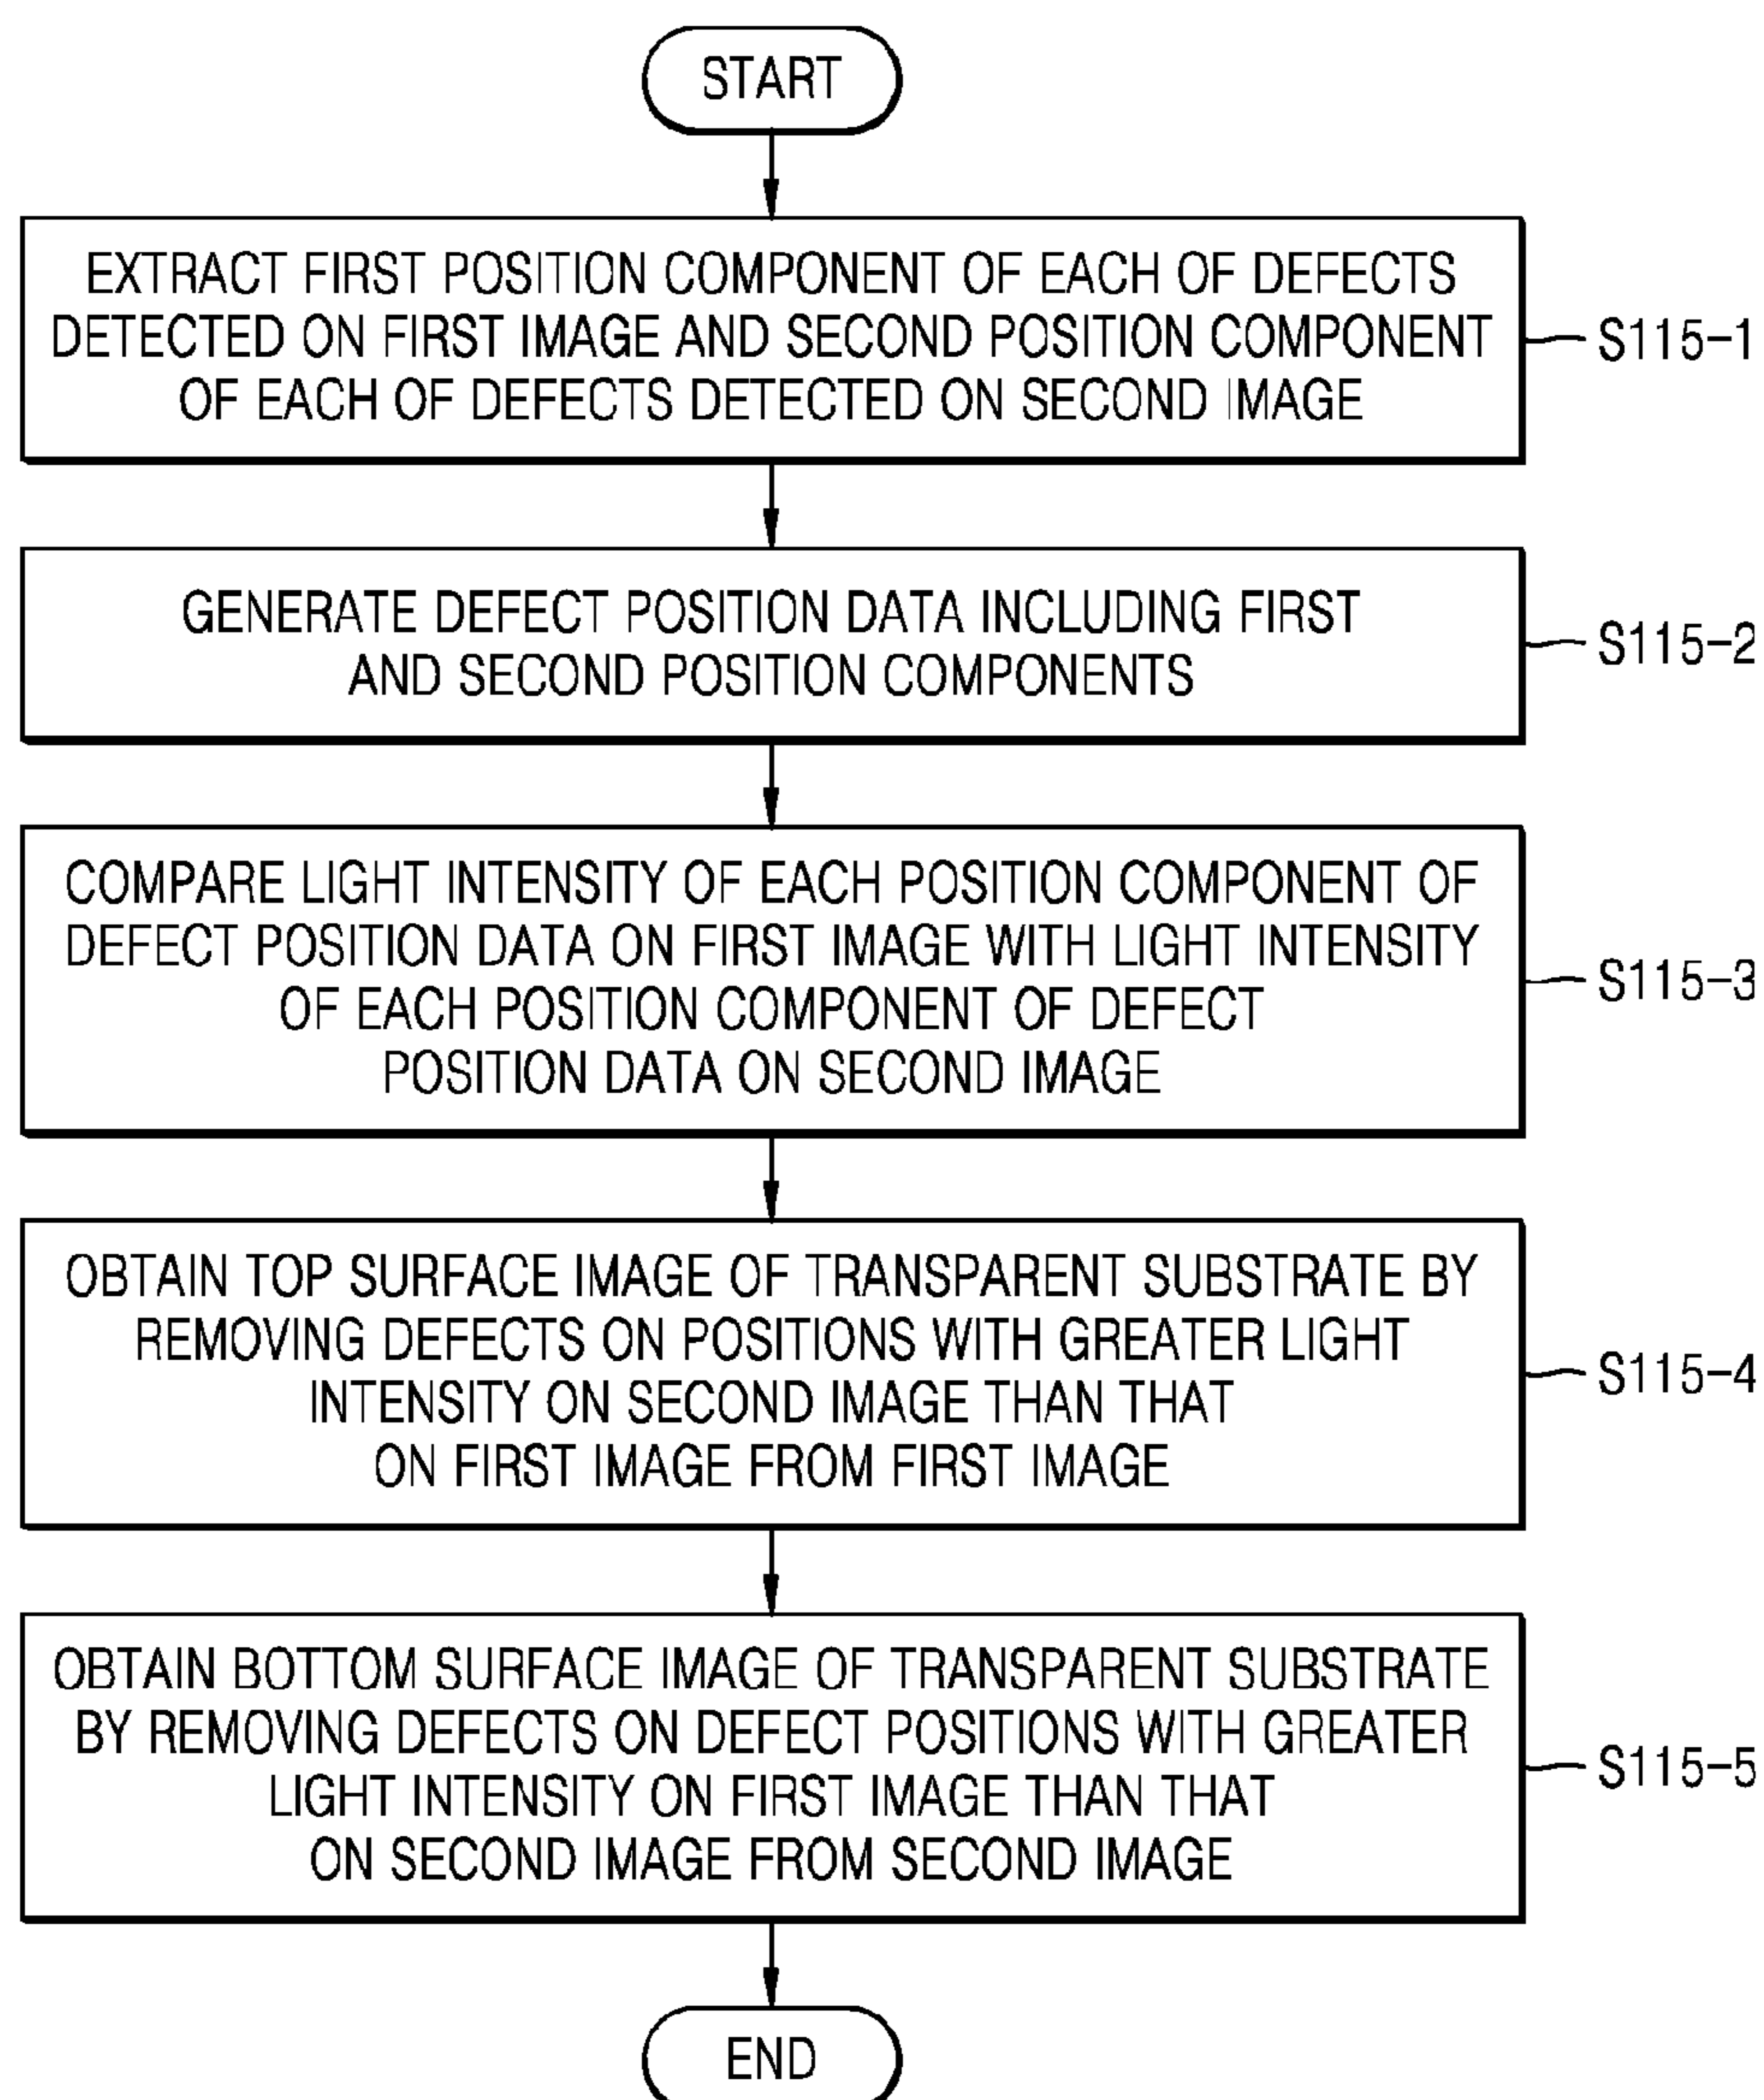 START
EXTRACT FIRST POSITION COMPONENT OF EACH OF DEFECTS
DETECTED ON FIRST IMAGE AND SECOND POSITION COMPONENT
OF EACH OF DEFECTS DETECTED ON SECOND IMAGE
S115-1
GENERATE DEFECT POSITION DATA INCLUDING FIRST
AND SECOND POSITION COMPONENTS
S115-2
COMPARE LIGHT INTENSITY OF EACH POSITION COMPONENT OF
DEFECT POSITION DATA ON FIRST IMAGE WITH LIGHT INTENSITY
OF EACH POSITION COMPONENT OF DEFECT
POSITION DATA ON SECOND IMAGE
S115-3
OBTAIN TOP SURFACE IMAGE OF TRANSPARENT SUBSTRATE BY
REMOVING DEFECTS ON POSITIONS WITH GREATER LIGHT
INTENSITY ON SECOND IMAGE THAN THAT
ON FIRST IMAGE FROM FIRST IMAGE
S115-4
OBTAIN BOTTOM SURFACE IMAGE OF TRANSPARENT SUBSTRATE
BY REMOVING DEFECTS ON DEFECT POSITIONS WITH GREATER
LIGHT INTENSITY ON FIRST IMAGE THAN THAT
ON SECOND IMAGE FROM SECOND IMAGE
S115-5
END